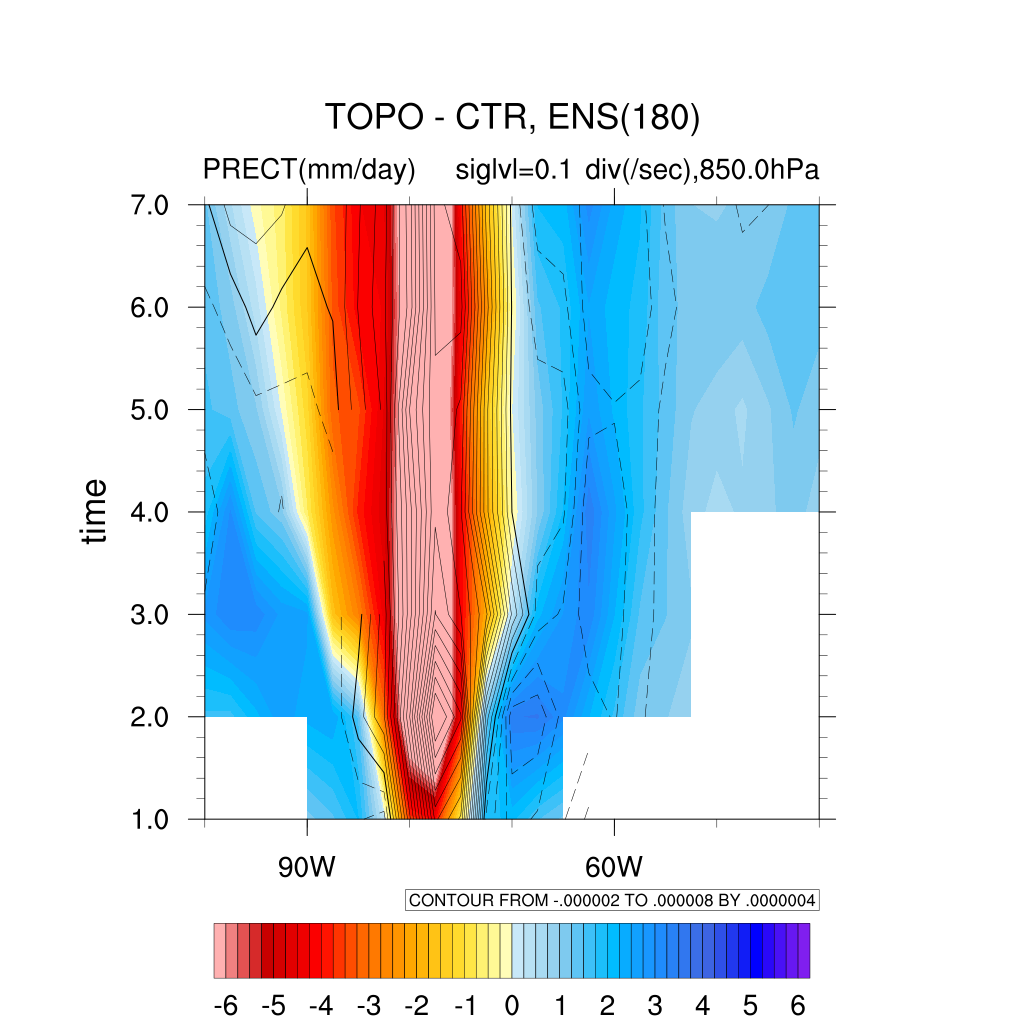 TOPO - CTR, ENS(180)
PRECT(mm/day) siglvl=0.1 div(/sec),850.0hPa
7.0
6.0
5.0
4.0
3.0
2.0
1.0
time
90W 60W
CONTOUR FROM -.000002 TO .000008 BY .0000004
-6 -5 -4 -3 -2 -1 0 1 2 3 4 5 6